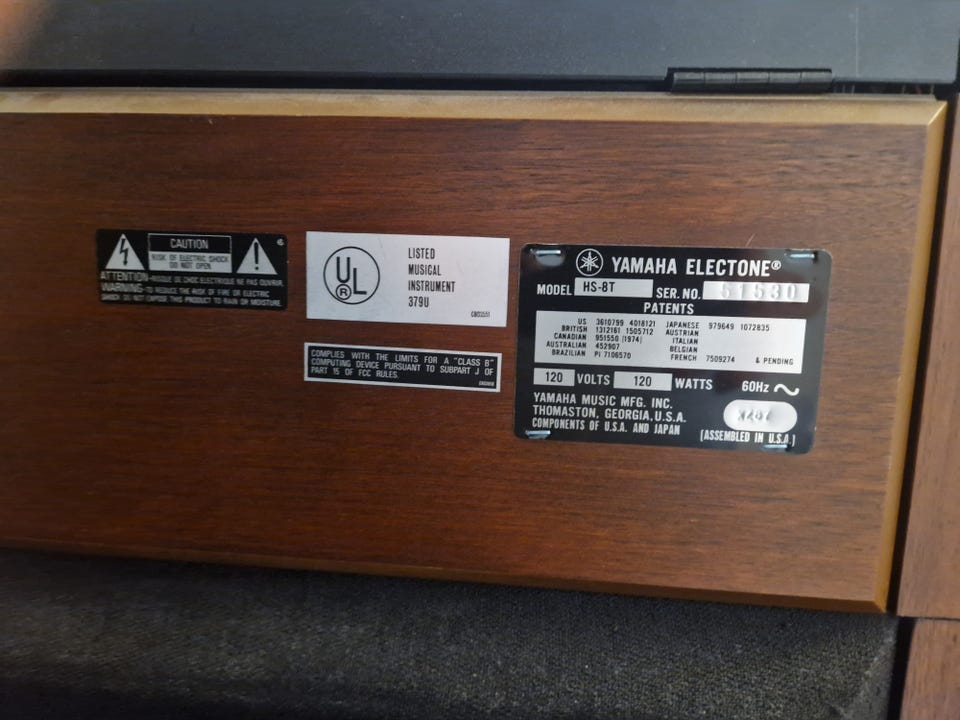 CAUTION
RISK OF ELECTRIC SHOCK
DO NOT OPEN
ATTENTION-RISQUE DE CHOC ELECTRIQUE NE PAS OUVRIR.
WARNING-TO REDUCE THE RISK OF FIRE OR ELECTRIC
SHOCK DO NOT EXPOSE THIS PRODUCT TO RAIN OR MOISTURE.
UL
®
LISTED
MUSICAL
INSTRUMENT
379U
COMPLIES WITH THE LIMITS FOR A "CLASS B"
COMPUTING DEVICE PURSUANT TO SUBPART J OF
PART 15 OF FCC RULES.
YAMAHA ELECTONE®
MODEL HS-8T SER. NO. 51530
PATENTS
US 3610799 4018121 JAPANESE 979649 1072835
BRITISH 1312161 1505712 AUSTRIAN
CANADIAN 951550 (1974) ITALIAN
AUSTRALIAN 452907 BELGIAN
BRAZILIAN PI 7106570 FRENCH 7509274 & PENDING
120 VOLTS 120 WATTS 60Hz
YAMAHA MUSIC MFG. INC.
THOMASTON, GEORGIA, U.S.A.
COMPONENTS OF U.S.A. AND JAPAN (ASSEMBLED IN U.S.A.)